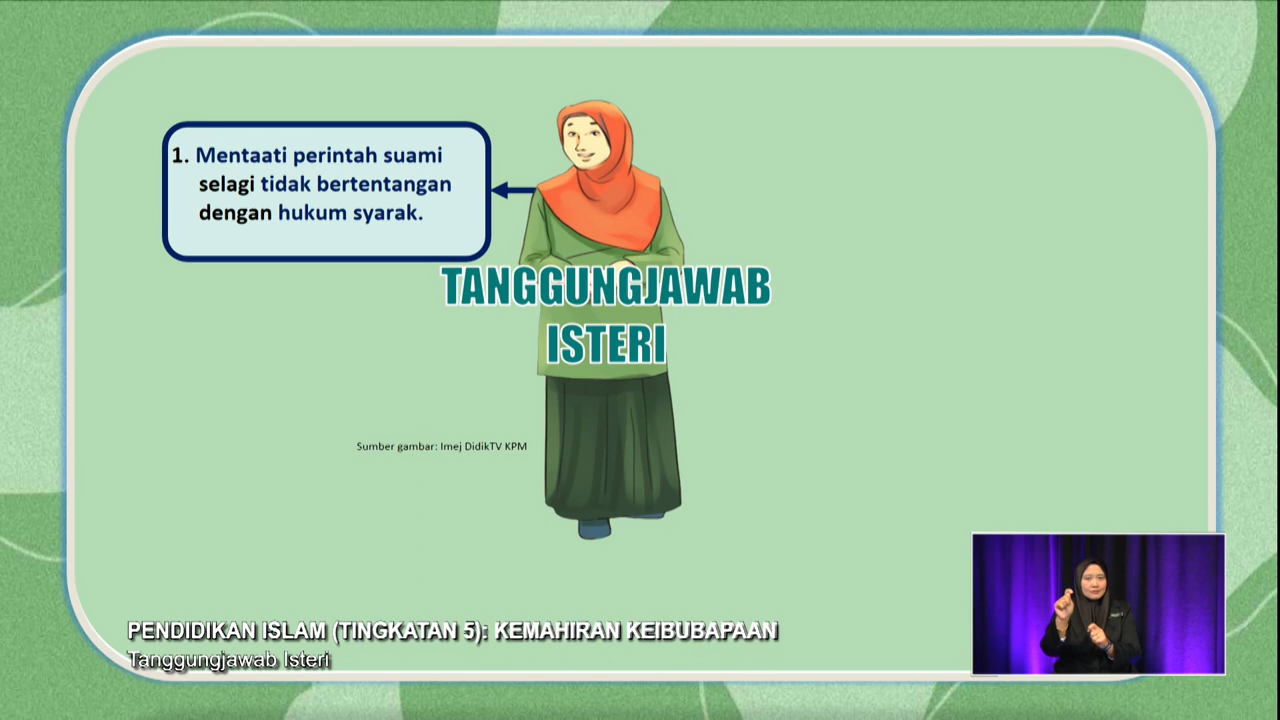 1. Mentaati perintah suami
selagi tidak bertentangan
dengan hukum syarak.
TANGGUNGJAWAB
ISTERI
Sumber gambar: Imej DidikTV KPM
PENDIDIKAN ISLAM (TINGKATAN 5): KEMAHIRAN KEIBUBAPAAN
Tanggungjawab Isteri